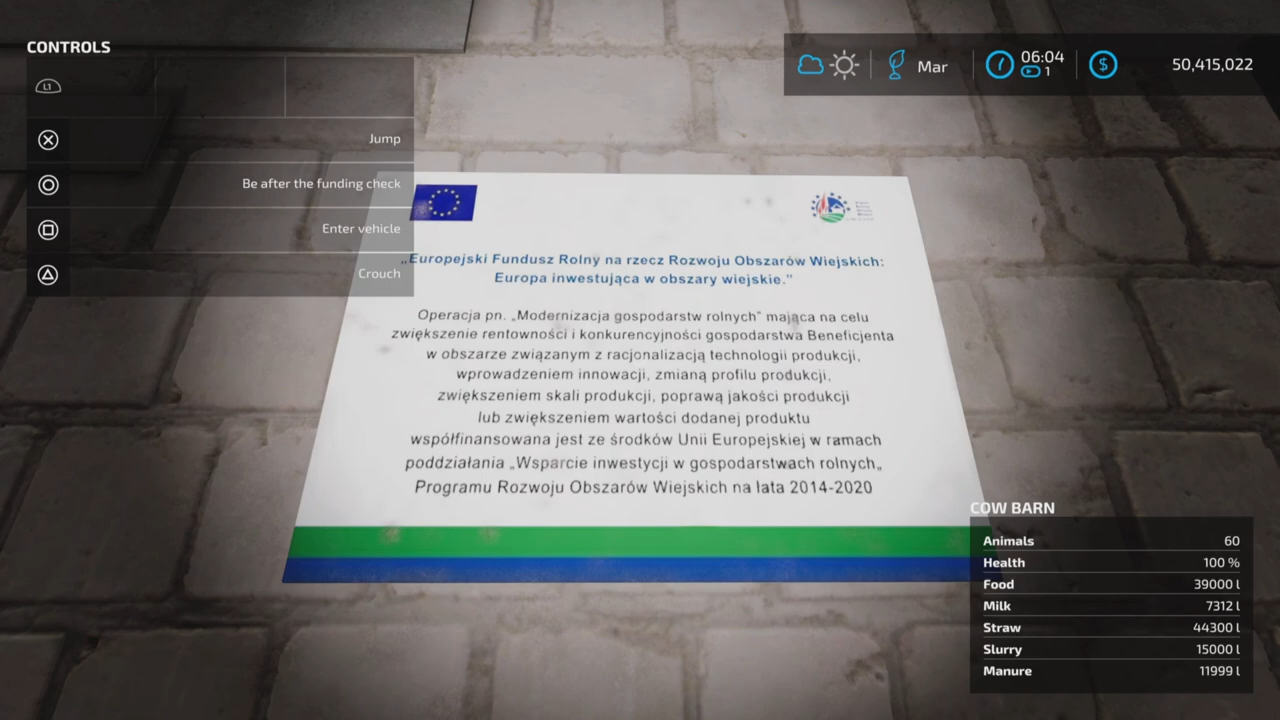 CONTROLS
L1
Jump
Be after the funding check
Enter vehicle
Crouch
Mar
06:04
1
50,415,022
„Europejski Fundusz Rolny na rzecz Rozwoju Obszarów Wiejskich:
Europa inwestująca w obszary wiejskie."
Operacja pn. „Modernizacja gospodarstw rolnych" mająca na celu
zwiększenie rentowności i konkurencyjności gospodarstwa Beneficjenta
w obszarze związanym z racjonalizacją technologii produkcji,
wprowadzeniem innowacji, zmianą profilu produkcji,
zwiększeniem skali produkcji, poprawą jakości produkcji
lub zwiększeniem wartości dodanej produktu
współfinansowana jest ze środków Unii Europejskiej w ramach
poddziałania „Wsparcie inwestycji w gospodarstwach rolnych„
Programu Rozwoju Obszarów Wiejskich na lata 2014-2020
COW BARN
Animals 60
Health 100 %
Food 39000 l
Milk 7312 l
Straw 44300 l
Slurry 15000 l
Manure 11999 l